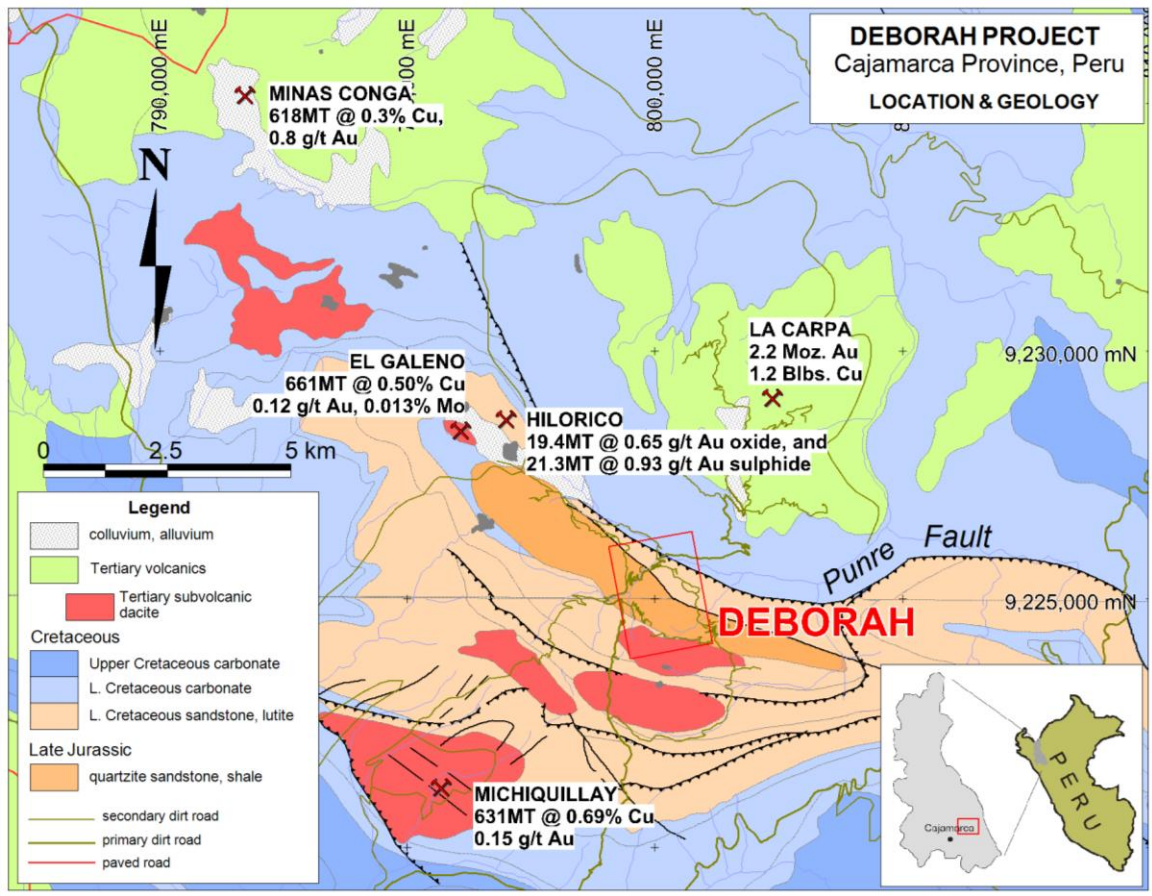 DEBORAH PROJECT
Cajamarca Province, Peru
LOCATION & GEOLOGY
790,000 mE
mE
800,000 mE
MINAS CONGA
618MT @ 0.3% Cu,
0.8 g/t Au
N
LA CARPA
2.2 Moz. Au
1.2 Blbs. Cu
9,230,000 mN
EL GALENO
661MT @ 0.50% Cu
0.12 g/t Au, 0.013% Mo
HILORICO
19.4MT @ 0.65 g/t Au oxide, and
21.3MT @ 0.93 g/t Au sulphide
0 2.5 5 km
Punre Fault
9,225,000 mN
DEBORAH
Legend
colluvium, alluvium
Tertiary volcanics
Tertiary subvolcanic
dacite
Cretaceous
Upper Cretaceous carbonate
L. Cretaceous carbonate
L. Cretaceous sandstone, lutite
Late Jurassic
quartzite sandstone, shale
secondary dirt road
primary dirt road
paved road
MICHIQUILLAY
631MT @ 0.69% Cu
0.15 g/t Au
Cajamarca
PERU